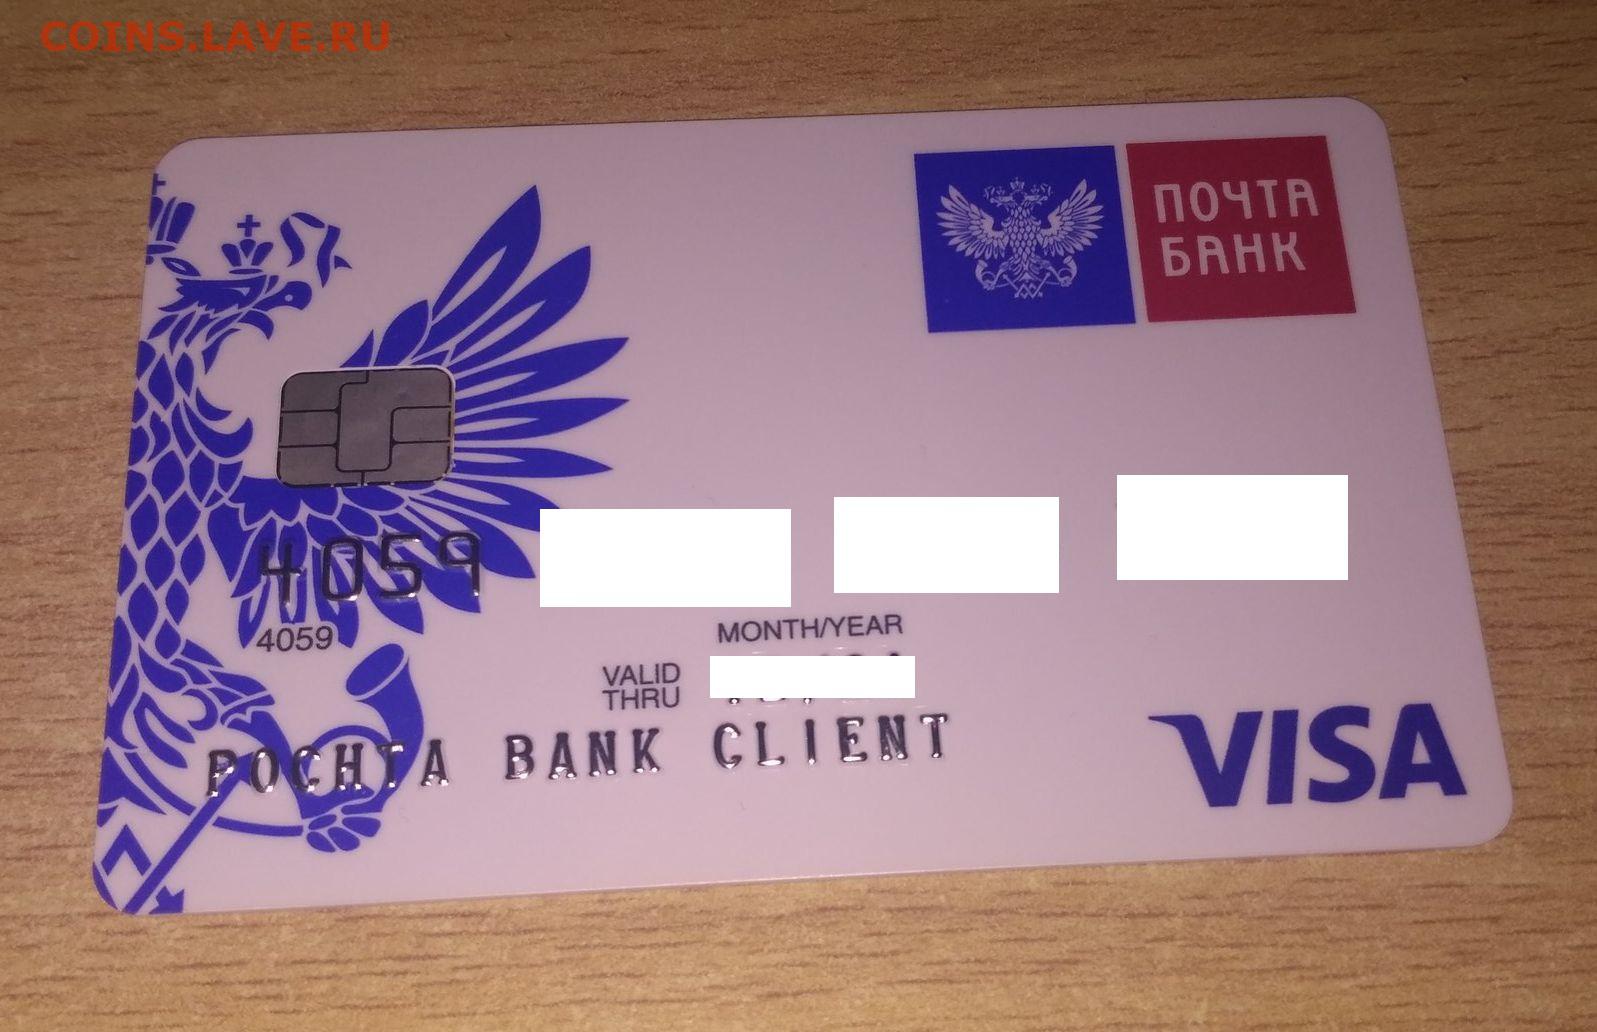 COINS.LAVE.RU
ПОЧТА
БАНК
4059
4059
MONTH/YEAR
VALID
THRU
POCHTA BANK CLIENT
VISA